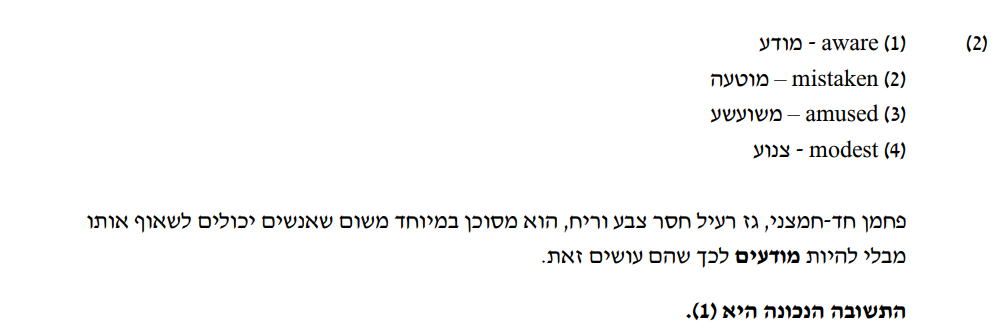 (2) (1) aware - מודע
(2) mistaken – מוטעה
(3) amused – משועשע
(4) modest - צנוע
פחמן חד-חמצני, גז רעיל חסר צבע וריח, הוא מסוכן במיוחד משום שאנשים יכולים לשאוף אותו
מבלי להיות מודעים לכך שהם עושים זאת.
התשובה הנכונה היא (1).